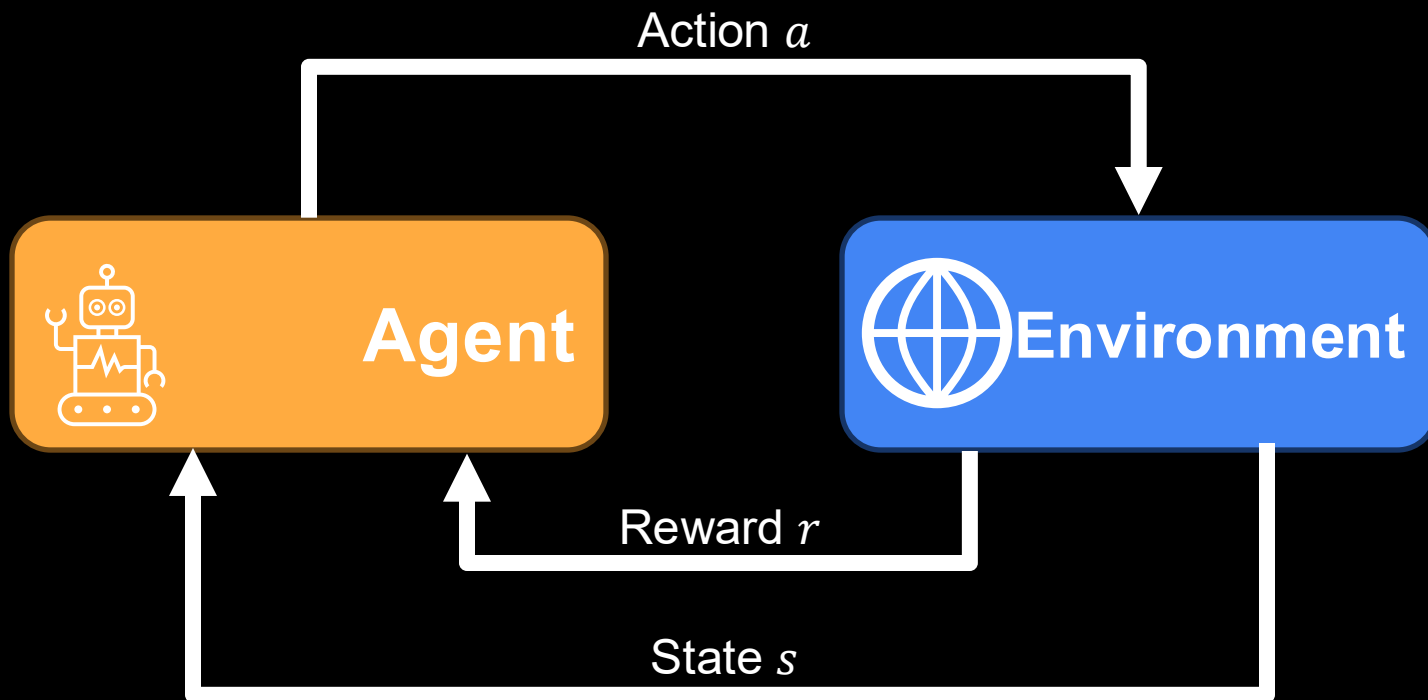 Action a
Agent
Environment
Reward r
State s